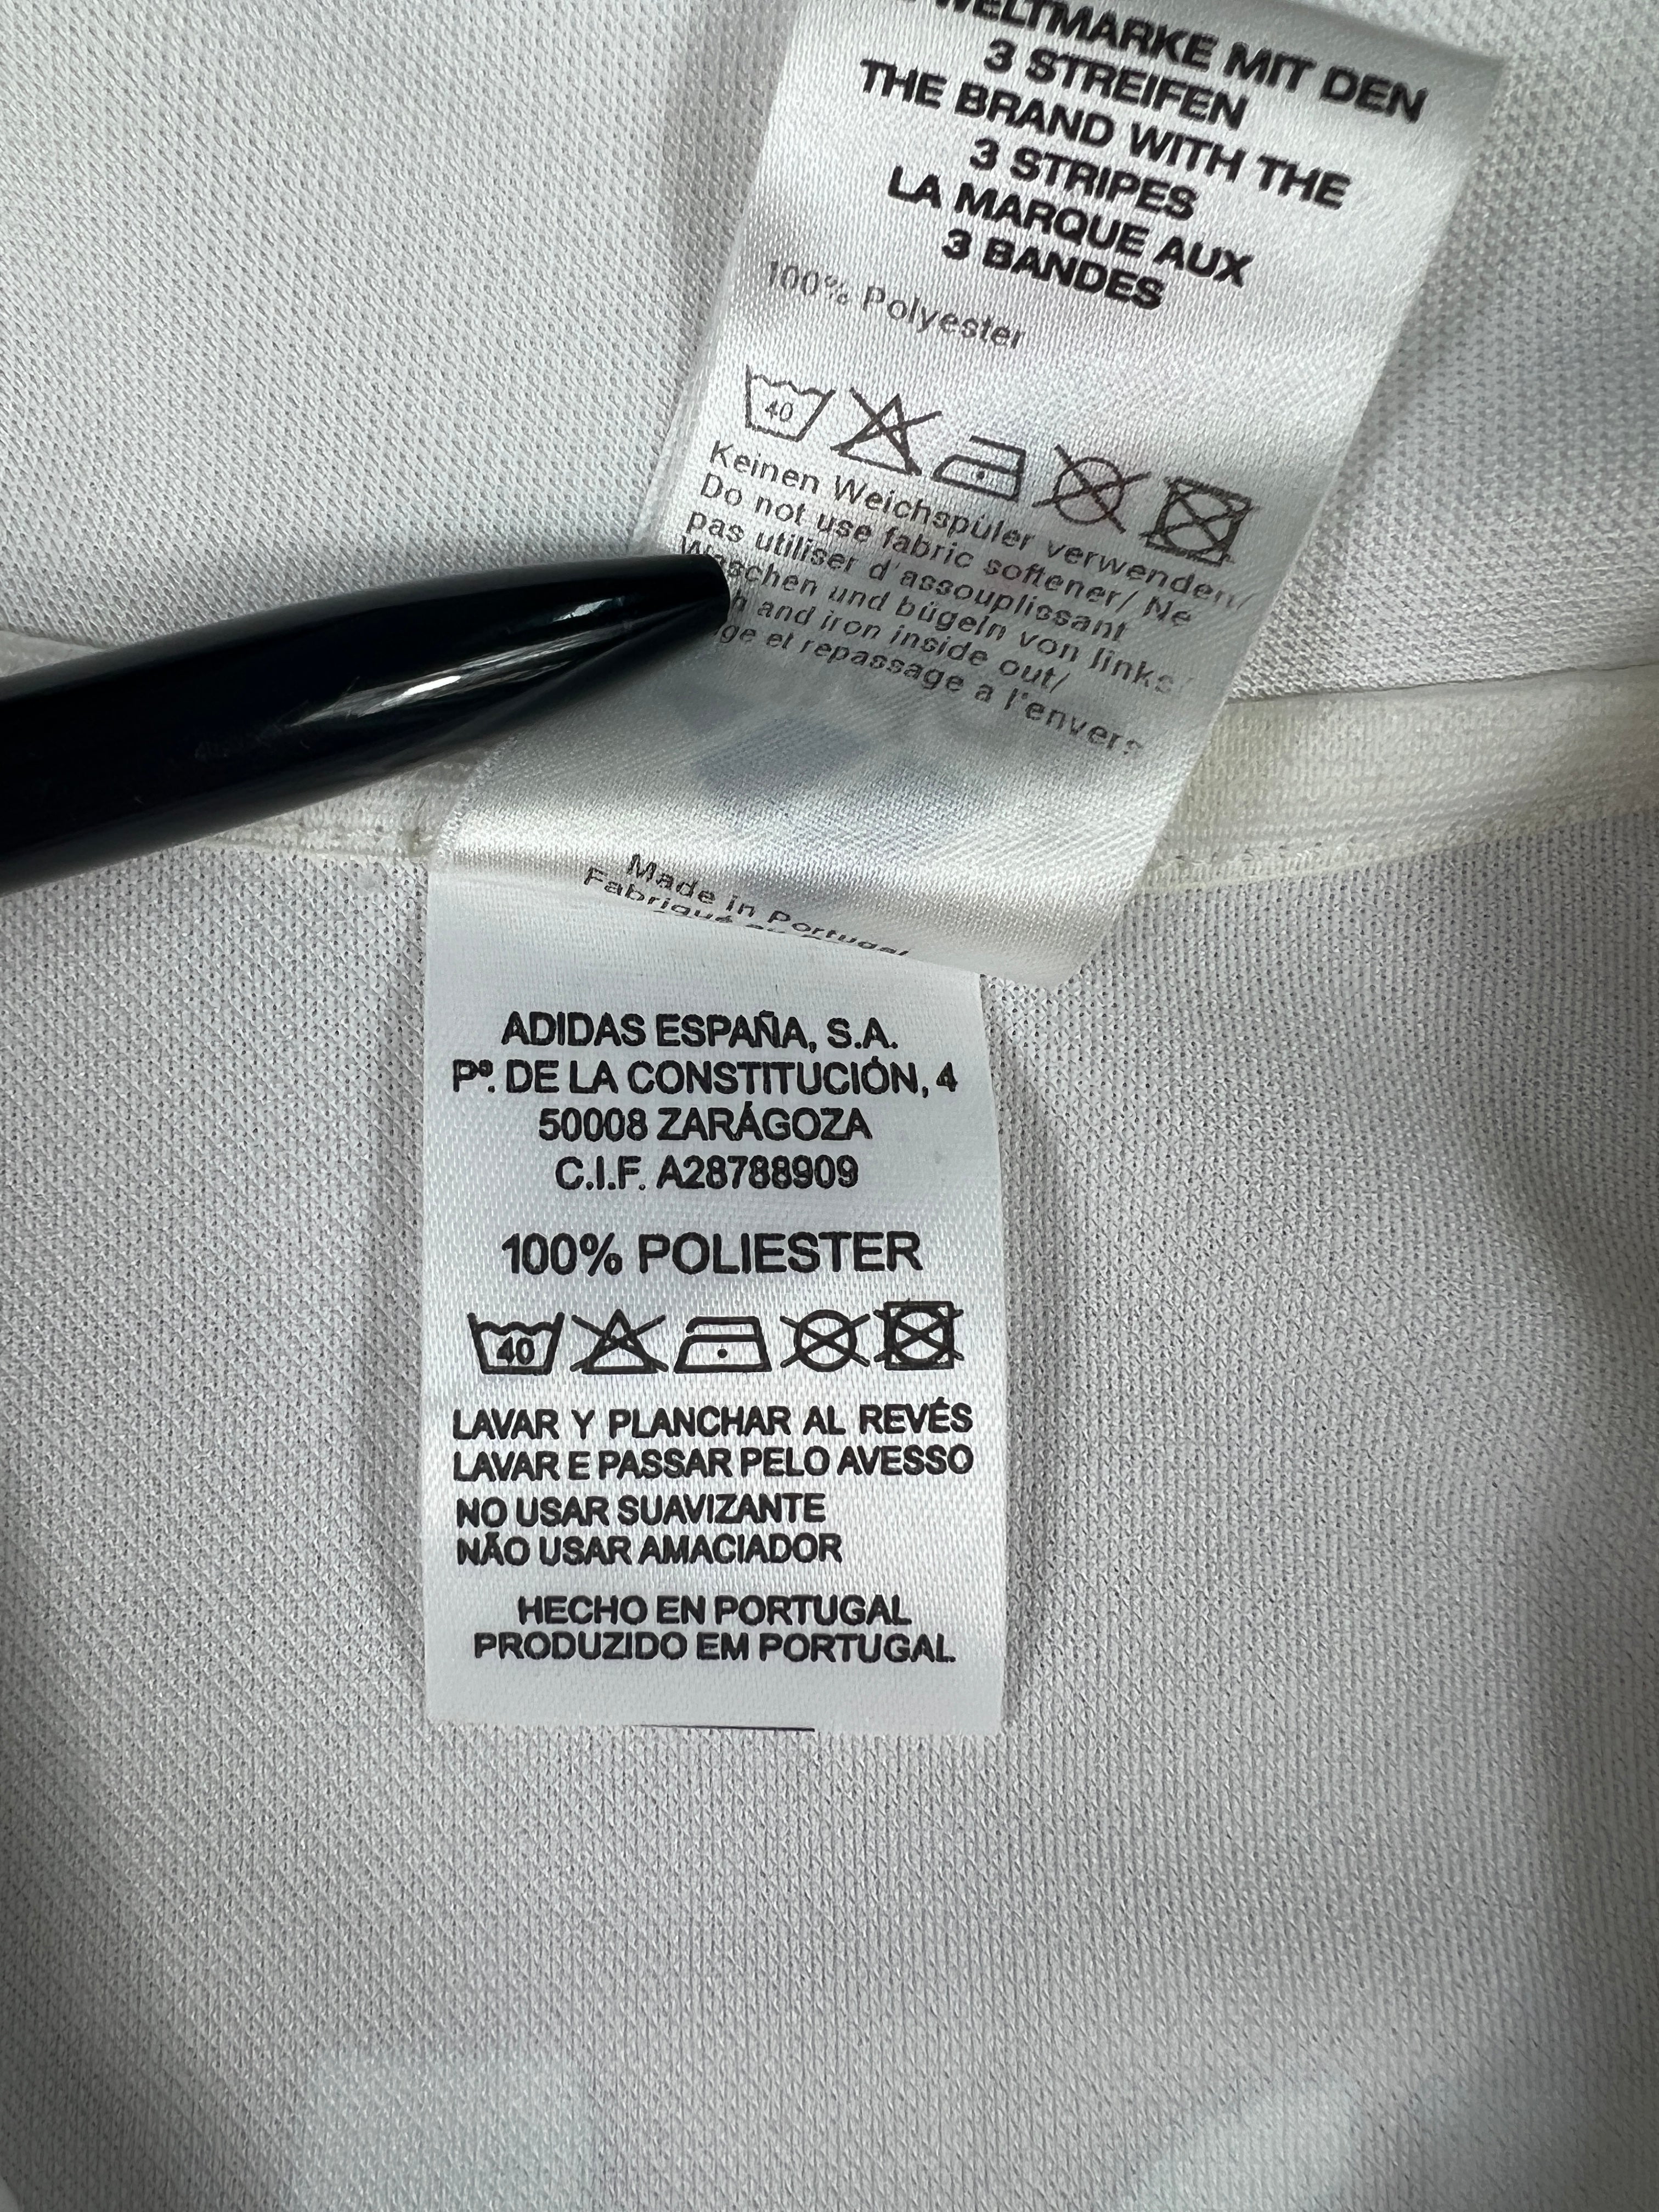 WELTMARKE MIT DEN
3 STREIFEN
THE BRAND WITH THE
3 STRIPES
LA MARQUE AUX
3 BANDES
100% Polyester
40
Keinen Weichspüler verwenden/
Do not use fabric softener/ Ne
pas utiliser d'assouplissant
Waschen und bügeln von links/
and iron inside out/
et repassage a l'envers
Made in Portugal
Fabriqué
ADIDAS ESPAÑA, S.A.
Pº. DE LA CONSTITUCIÓN, 4
50008 ZARÁGOZA
C.I.F. A28788909
100% POLIESTER
40
LAVAR Y PLANCHAR AL REVÉS
LAVAR E PASSAR PELO AVESSO
NO USAR SUAVIZANTE
NÃO USAR AMACIADOR
HECHO EN PORTUGAL
PRODUZIDO EM PORTUGAL